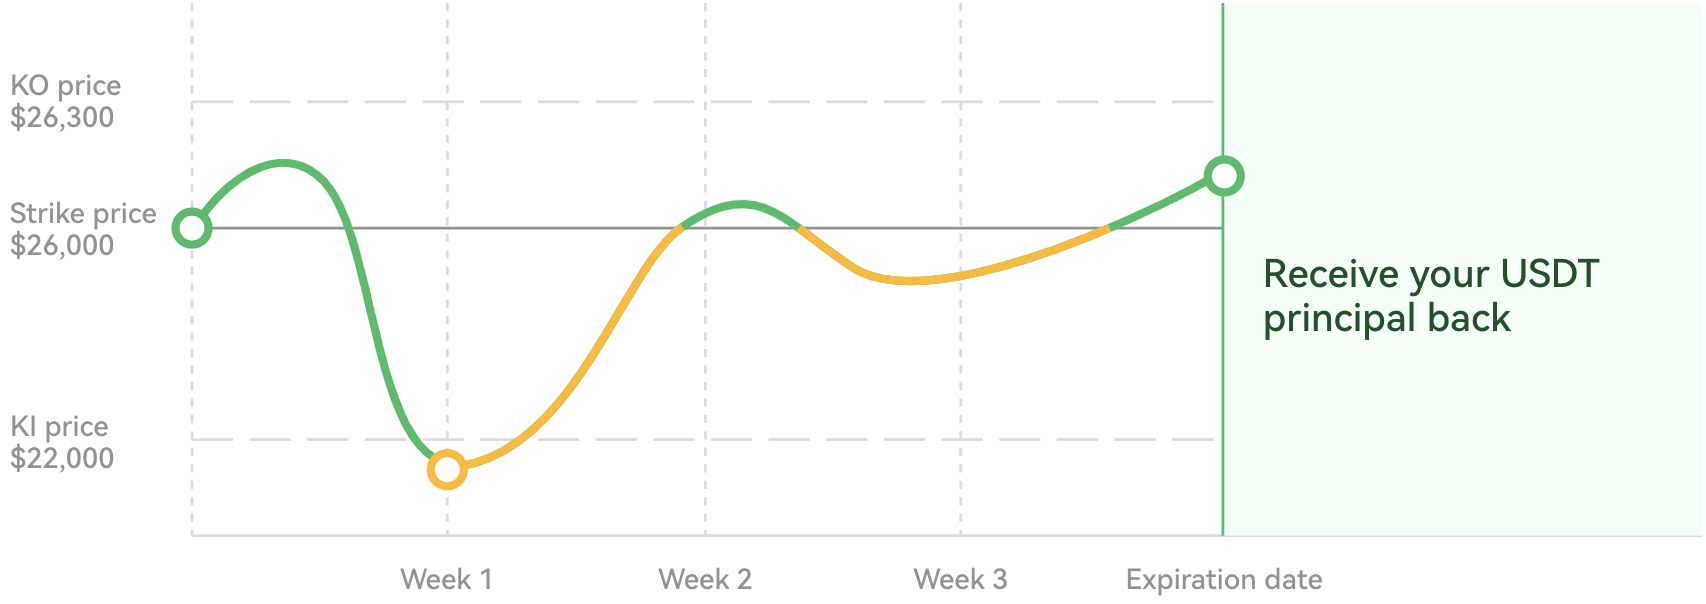 KO price
$26,300
Strike price
$26,000
Receive your USDT
principal back
KI price
$22,000
Week 1
Week 2
Week 3
Expiration date